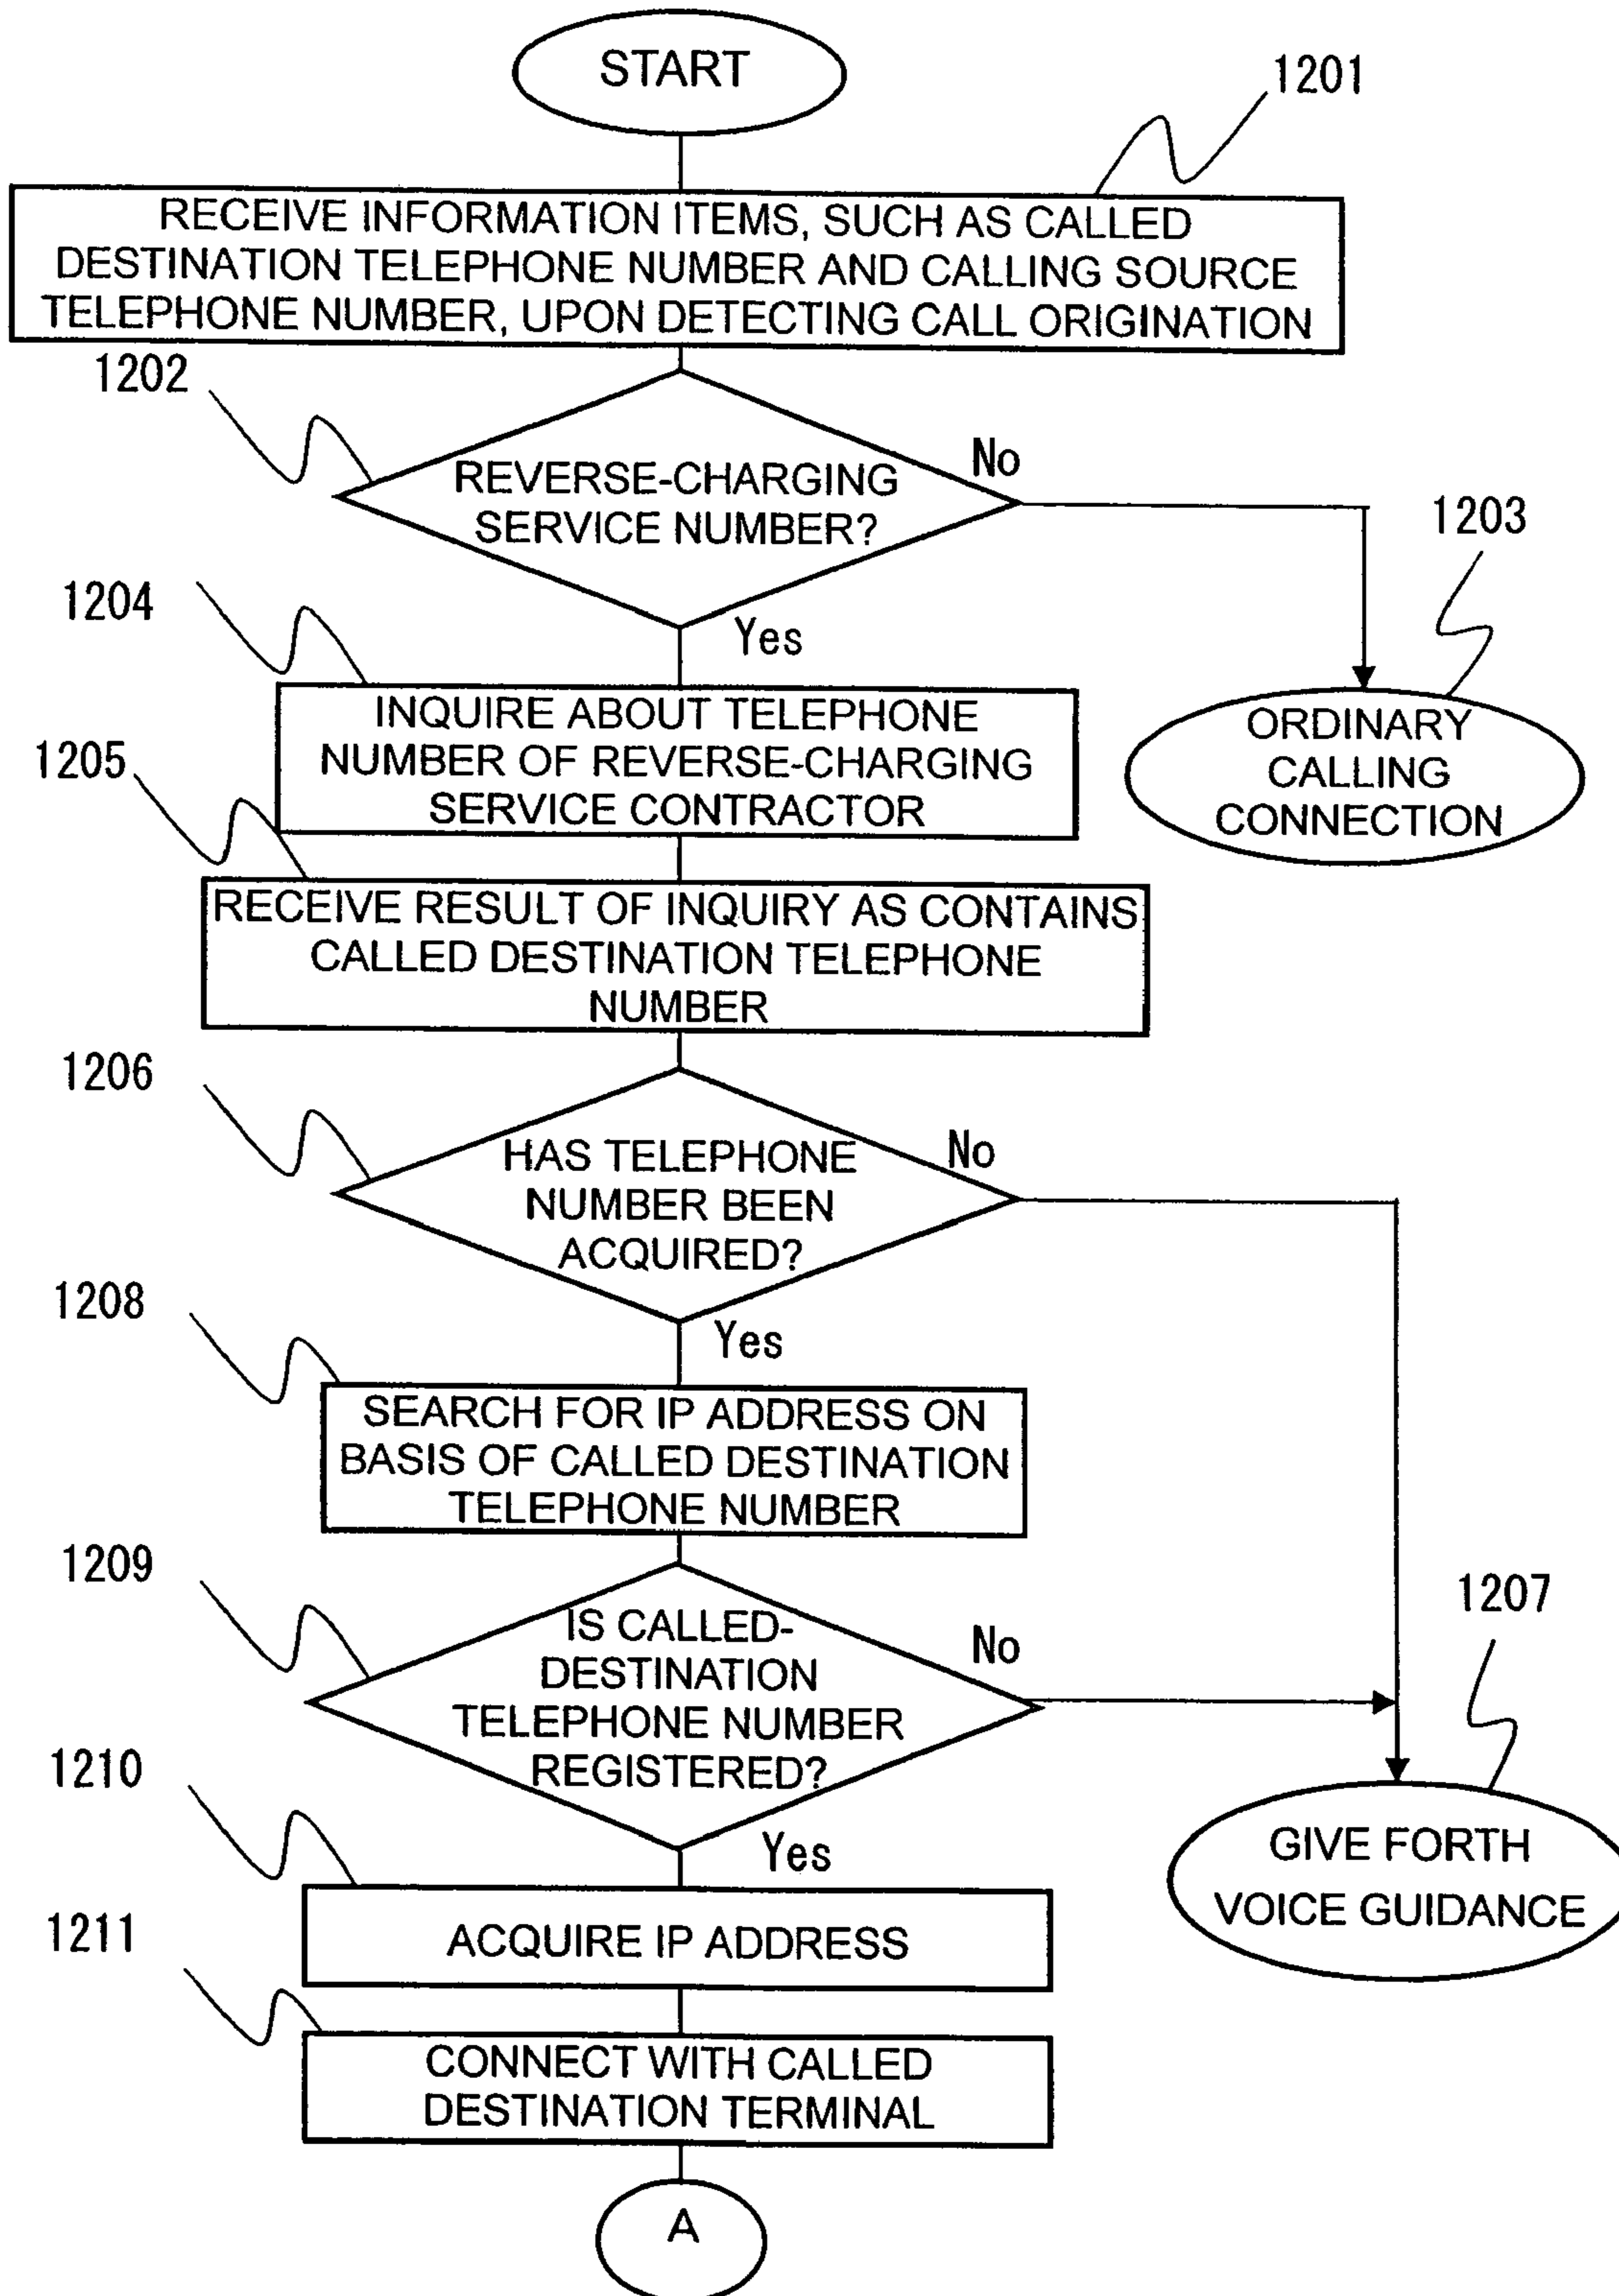 START
1201
RECEIVE INFORMATION ITEMS, SUCH AS CALLED
DESTINATION TELEPHONE NUMBER AND CALLING SOURCE
TELEPHONE NUMBER, UPON DETECTING CALL ORIGINATION
1202
REVERSE-CHARGING
SERVICE NUMBER?
No
1203
ORDINARY
CALLING
CONNECTION
Yes
1204
INQUIRE ABOUT TELEPHONE
NUMBER OF REVERSE-CHARGING
SERVICE CONTRACTOR
1205
RECEIVE RESULT OF INQUIRY AS CONTAINS
CALLED DESTINATION TELEPHONE
NUMBER
1206
HAS TELEPHONE
NUMBER BEEN
ACQUIRED?
No
Yes
1208
SEARCH FOR IP ADDRESS ON
BASIS OF CALLED DESTINATION
TELEPHONE NUMBER
1209
IS CALLED-
DESTINATION
TELEPHONE NUMBER
REGISTERED?
No
1207
GIVE FORTH
VOICE GUIDANCE
Yes
1210
ACQUIRE IP ADDRESS
1211
CONNECT WITH CALLED
DESTINATION TERMINAL
A